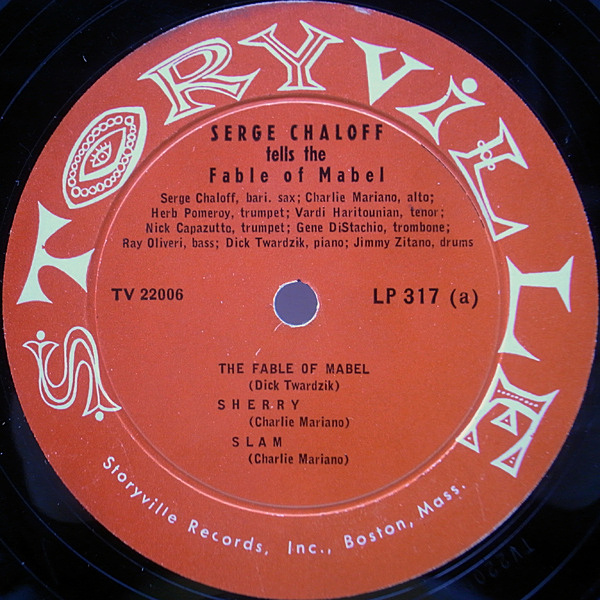 STORYVILLE
SERGE CHALOFF
tells the
Fable of Mabel
Serge Chaloff, bari. sax; Charlie Mariano, alto;
Herb Pomeroy, trumpet; Vardi Haritounian, tenor;
Nick Capazutto, trumpet; Gene DiStachio, trombone;
Ray Oliveri, bass; Dick Twardzik, piano; Jimmy Zitano, drums
TV 22006 LP 317 (a)
THE FABLE OF MABEL
(Dick Twardzik)
SHERRY
(Charlie Mariano)
SLAM
(Charlie Mariano)
Storyville Records, Inc., Boston, Mass.